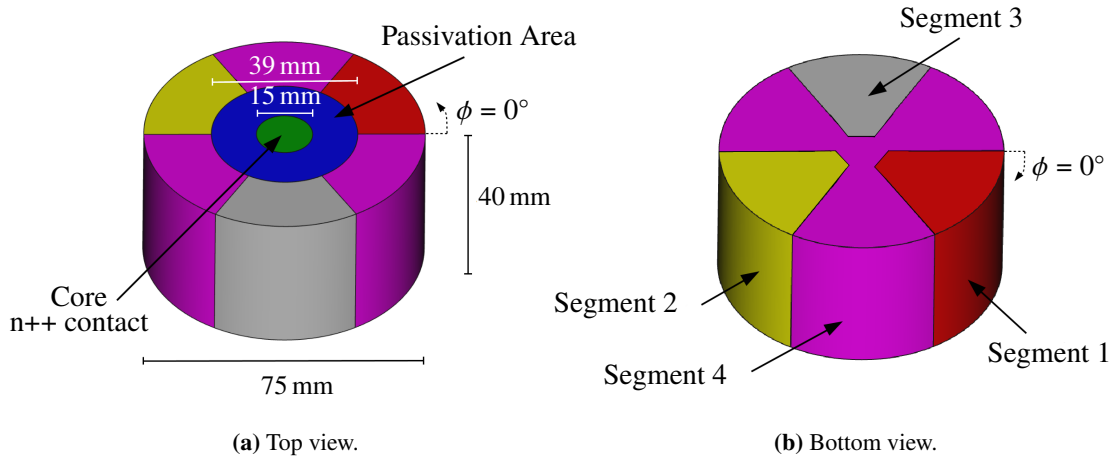 Passivation Area
39 mm
15 mm
ϕ = 0°
40 mm
Core
n++ contact
75 mm
(a) Top view.
Segment 3
ϕ = 0°
Segment 2
Segment 1
Segment 4
(b) Bottom view.